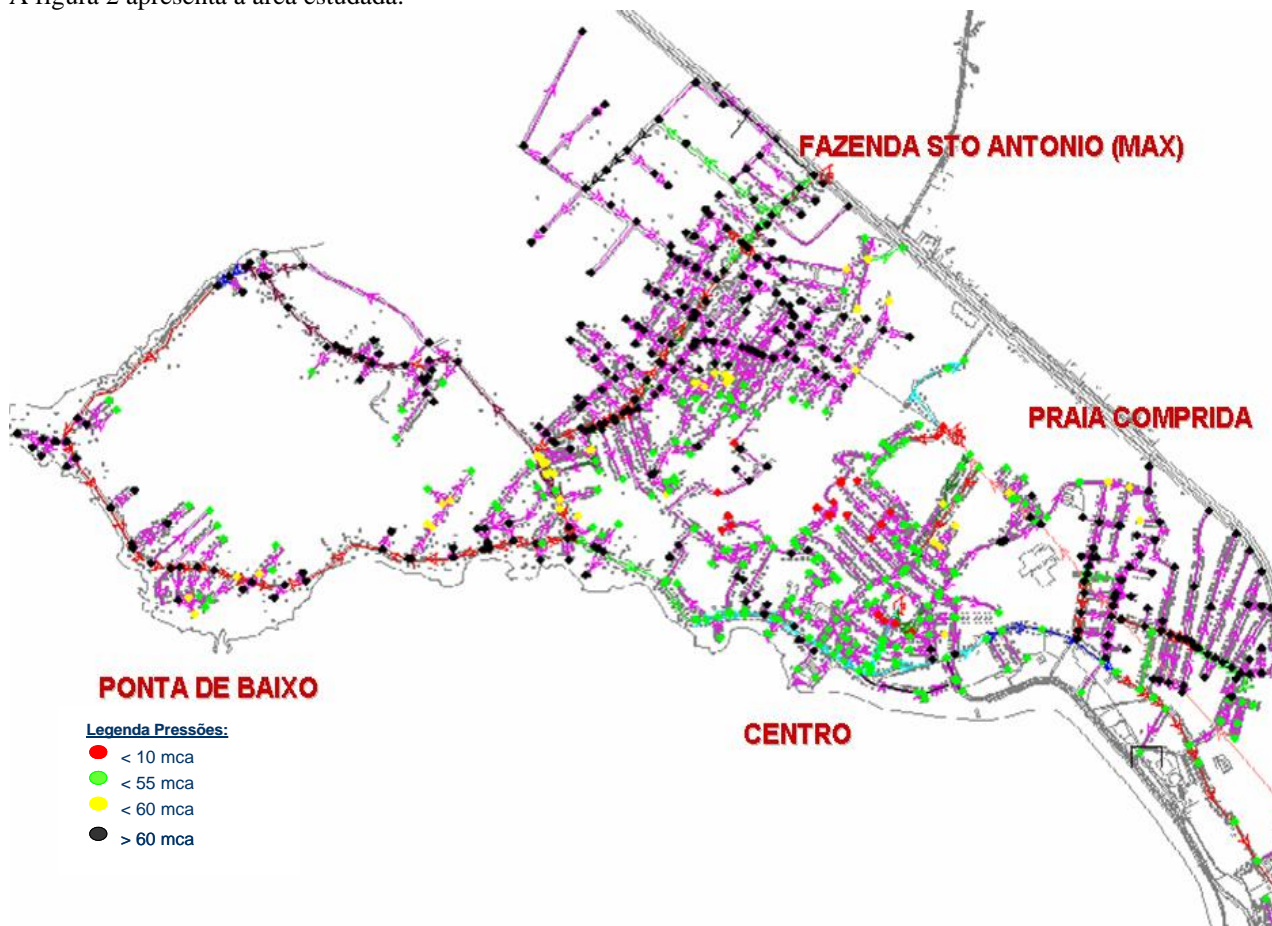 A figura 2 apresenta a área estudada.
FAZENDA STO ANTONIO (MAX)
PRAIA COMPRIDA
PONTA DE BAIXO
CENTRO
Legenda Pressões:
< 10 mca
< 55 mca
< 60 mca
> 60 mca